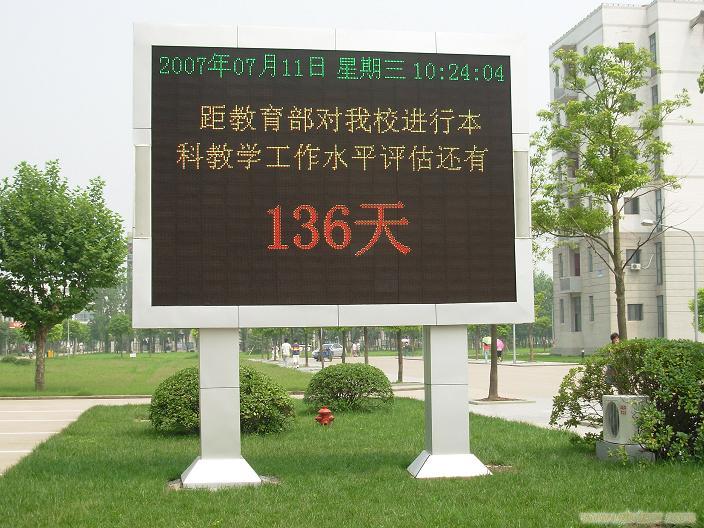 2007年07月11日 星期三 10:24:04
距教育部对我校进行本
科教学工作水平评估还有
136天